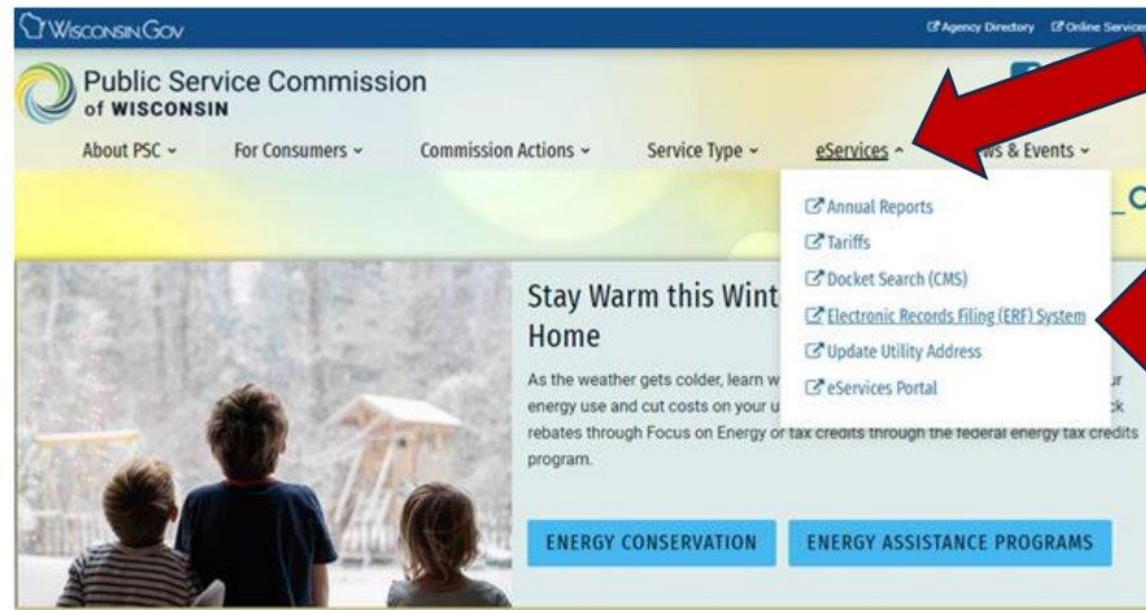 WISCONSIN.GOV
Agency Directory Online Services
Public Service Commission
of WISCONSIN
About PSC For Consumers Commission Actions Service Type eServices & Events
Annual Reports
Tariffs
Docket Search (CMS)
Electronic Records Filing (ERF) System
Update Utility Address
eServices Portal
Stay Warm this
Home
As the weather gets colder, learn
energy use and cut costs on your
rebates through Focus on Energy or tax credits through the federal energy tax credits
program.
ENERGY CONSERVATION ENERGY ASSISTANCE PROGRAMS